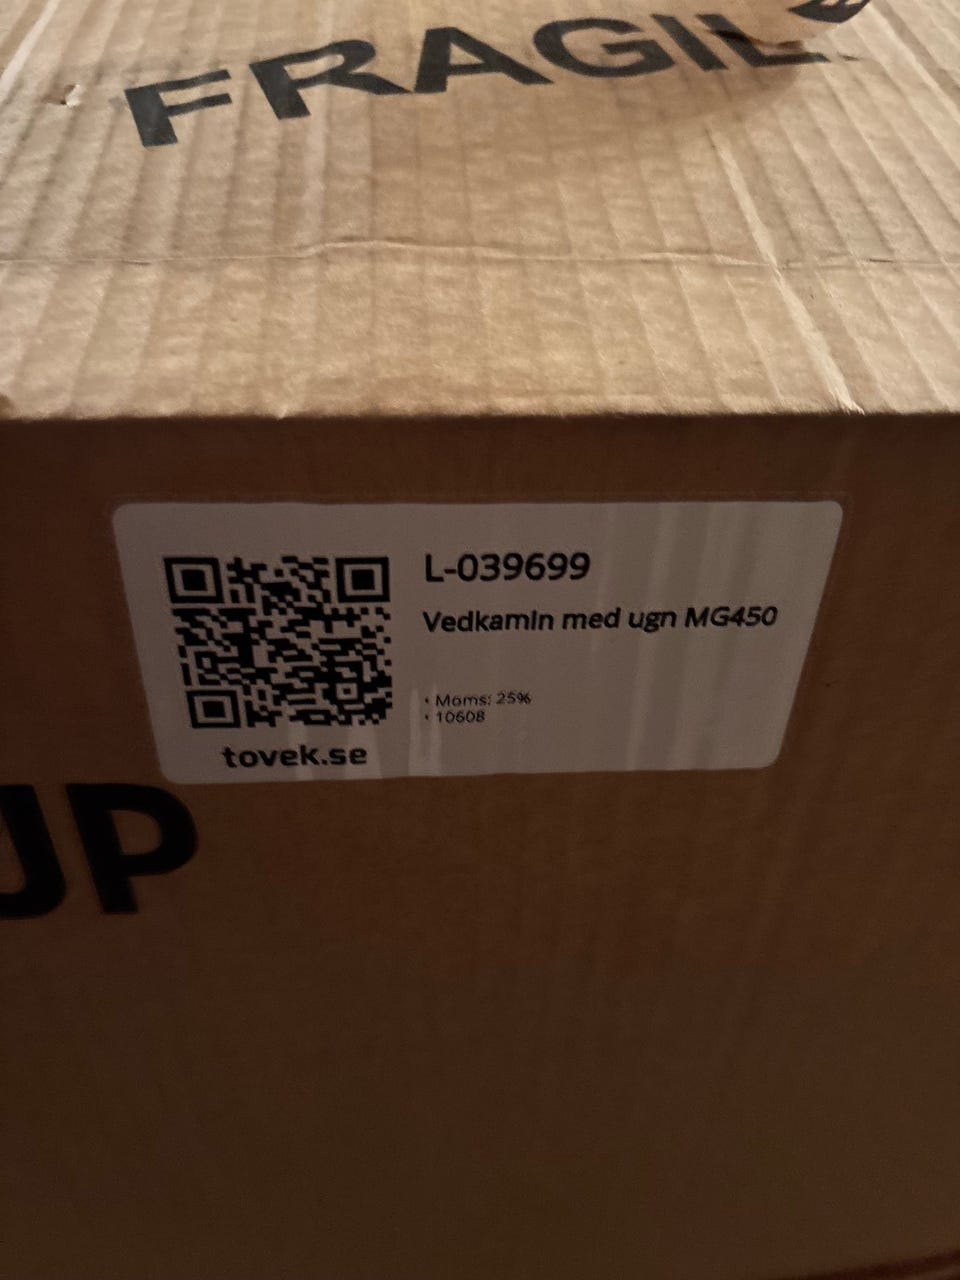 FRAGIL
L-039699
Vedkamin med ugn MG450
• Moms: 25%
• 10608
tovek.se
UP